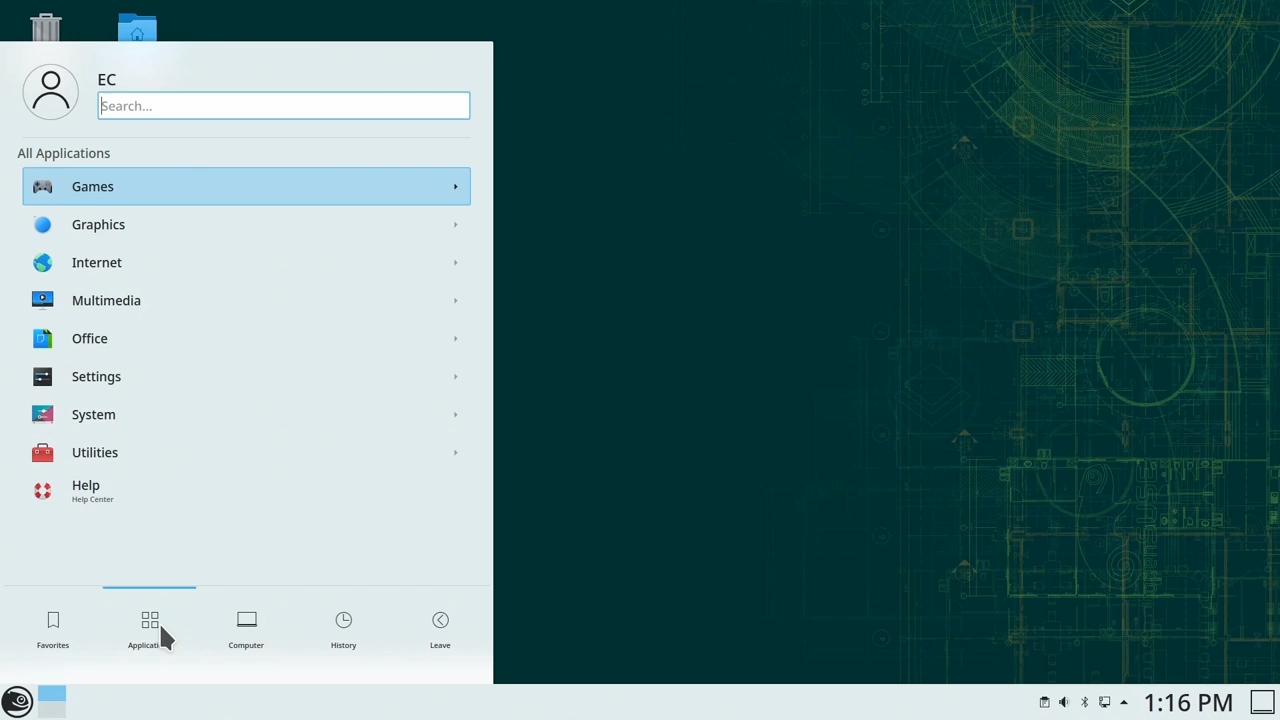 EC
Search...
All Applications
Games
Graphics
Internet
Multimedia
Office
Settings
System
Utilities
Help
Help Center
Favorites
Computer
History
Leave
1:16 PM